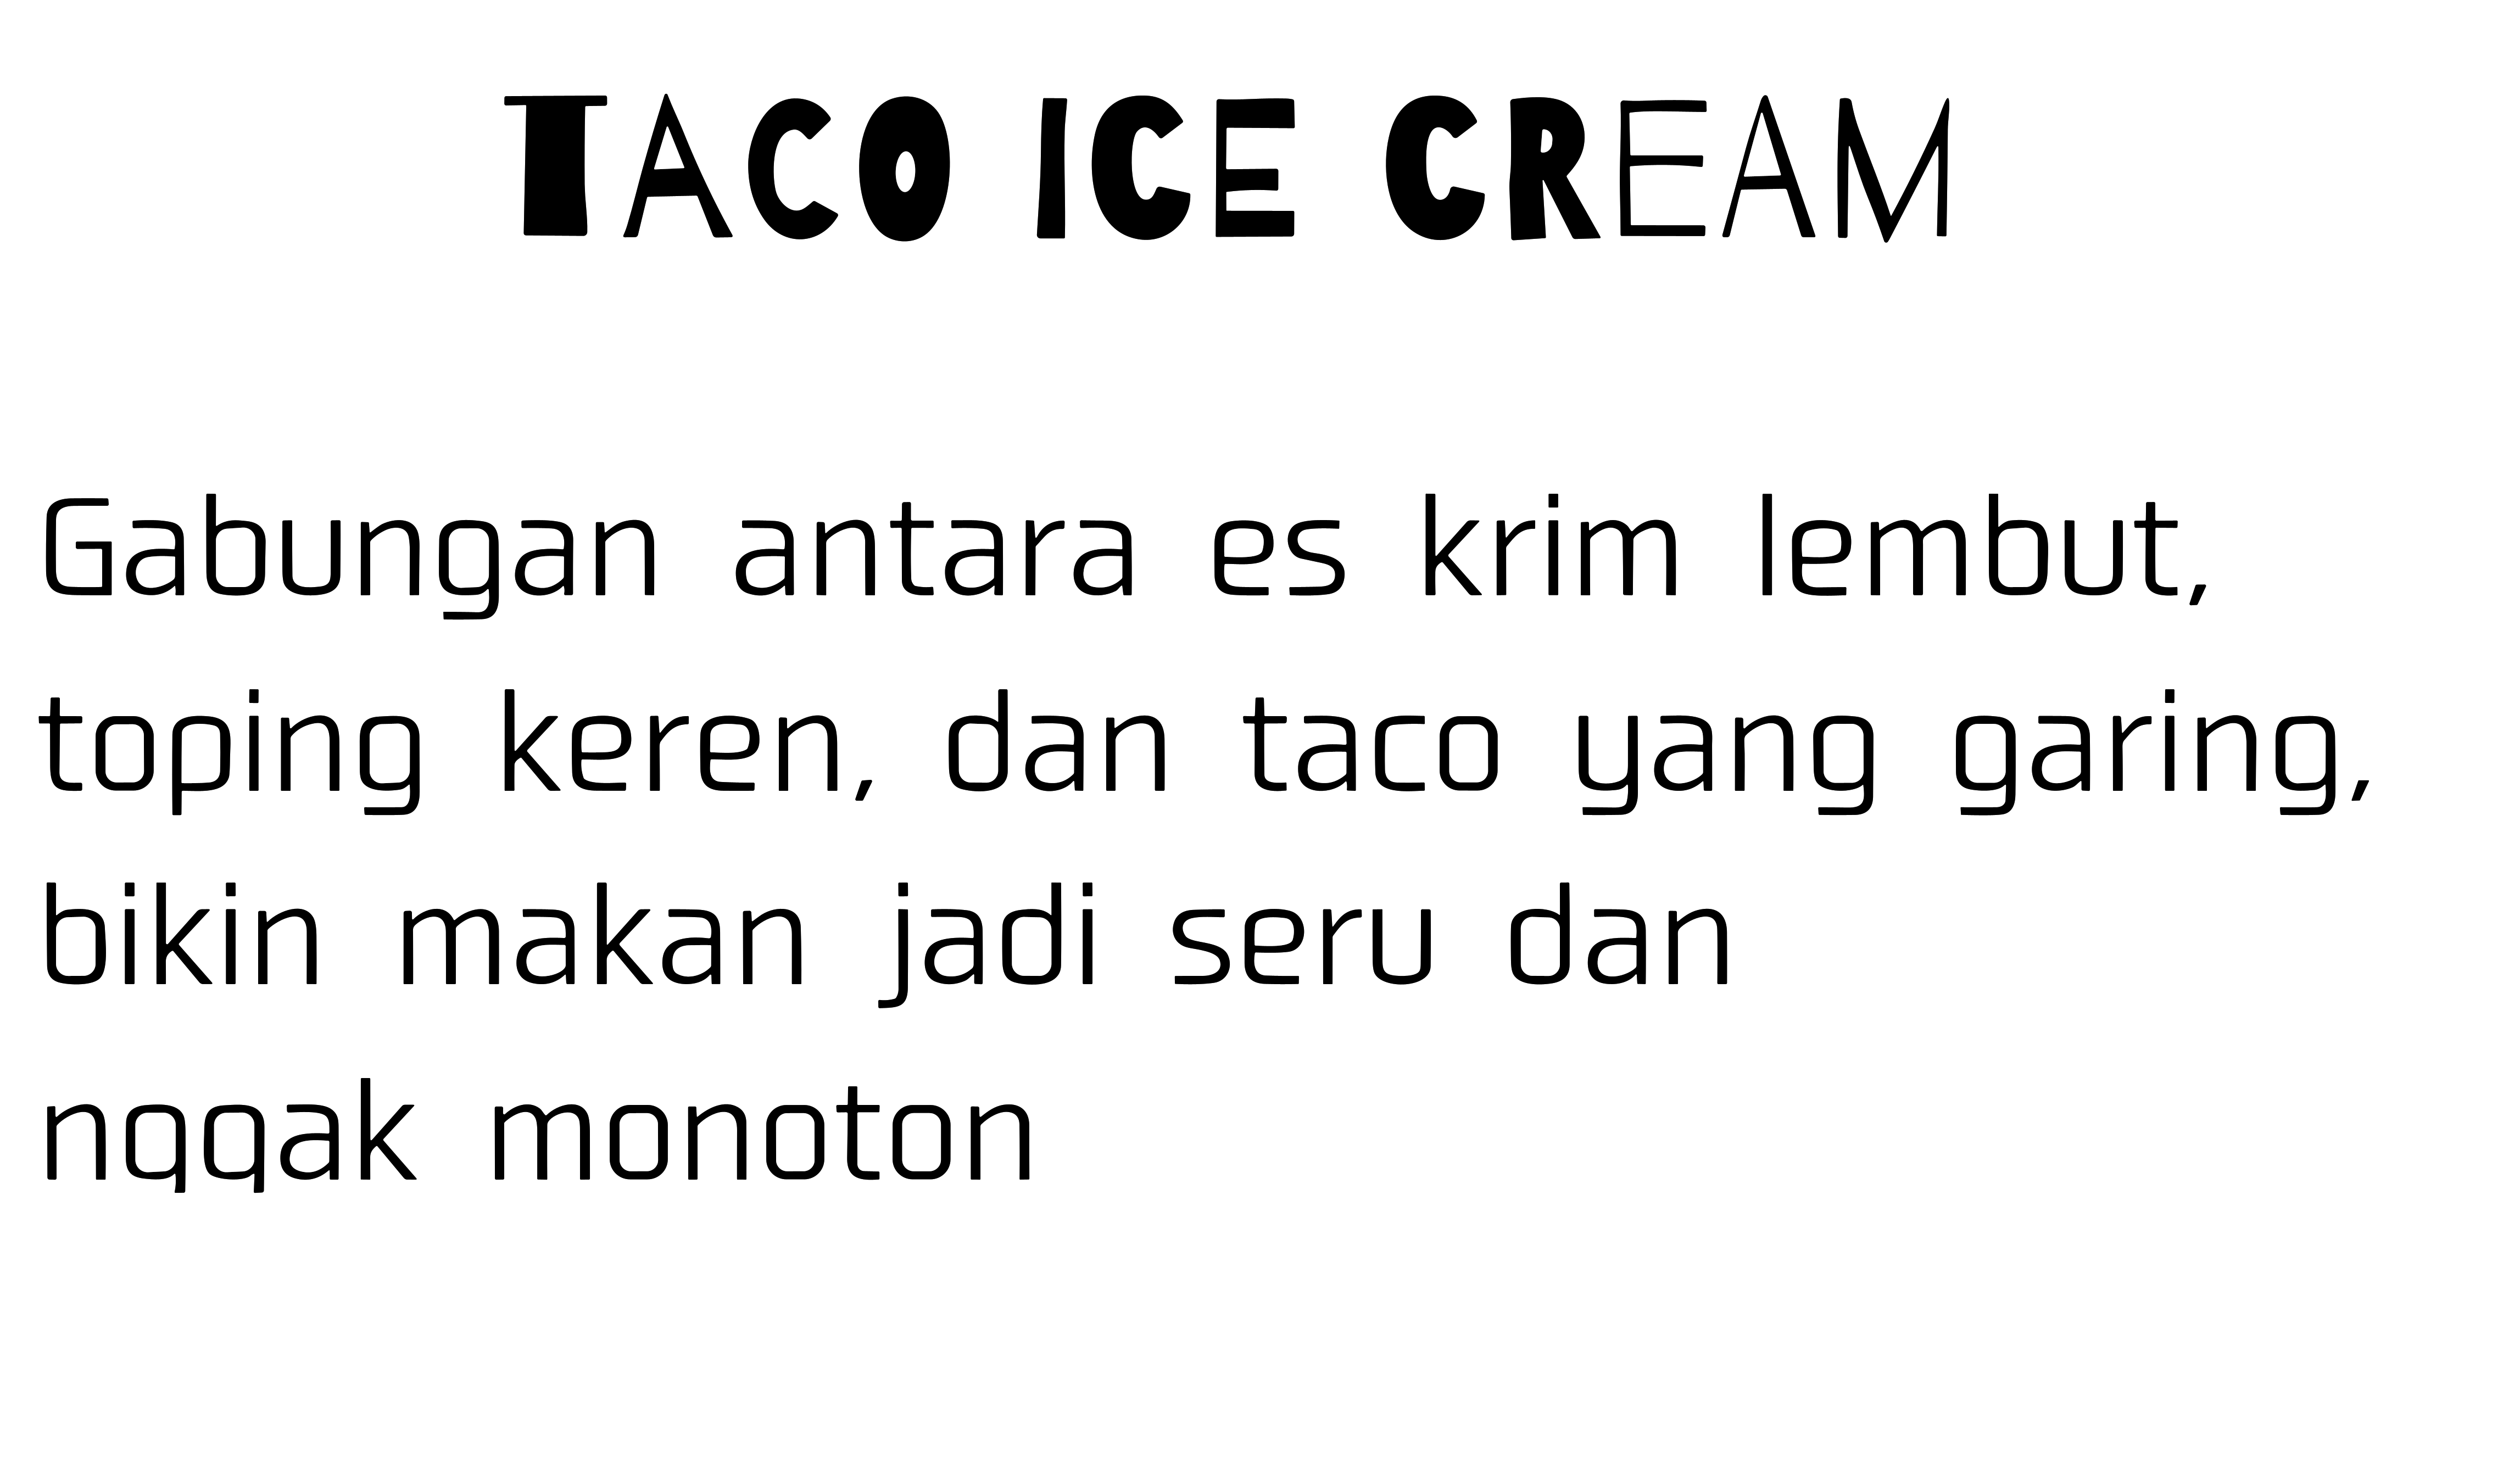 TACO ICE CREAM
Gabungan antara es krim lembut,
toping keren, dan taco yang garing,
bikin makan jadi seru dan
nggak monoton